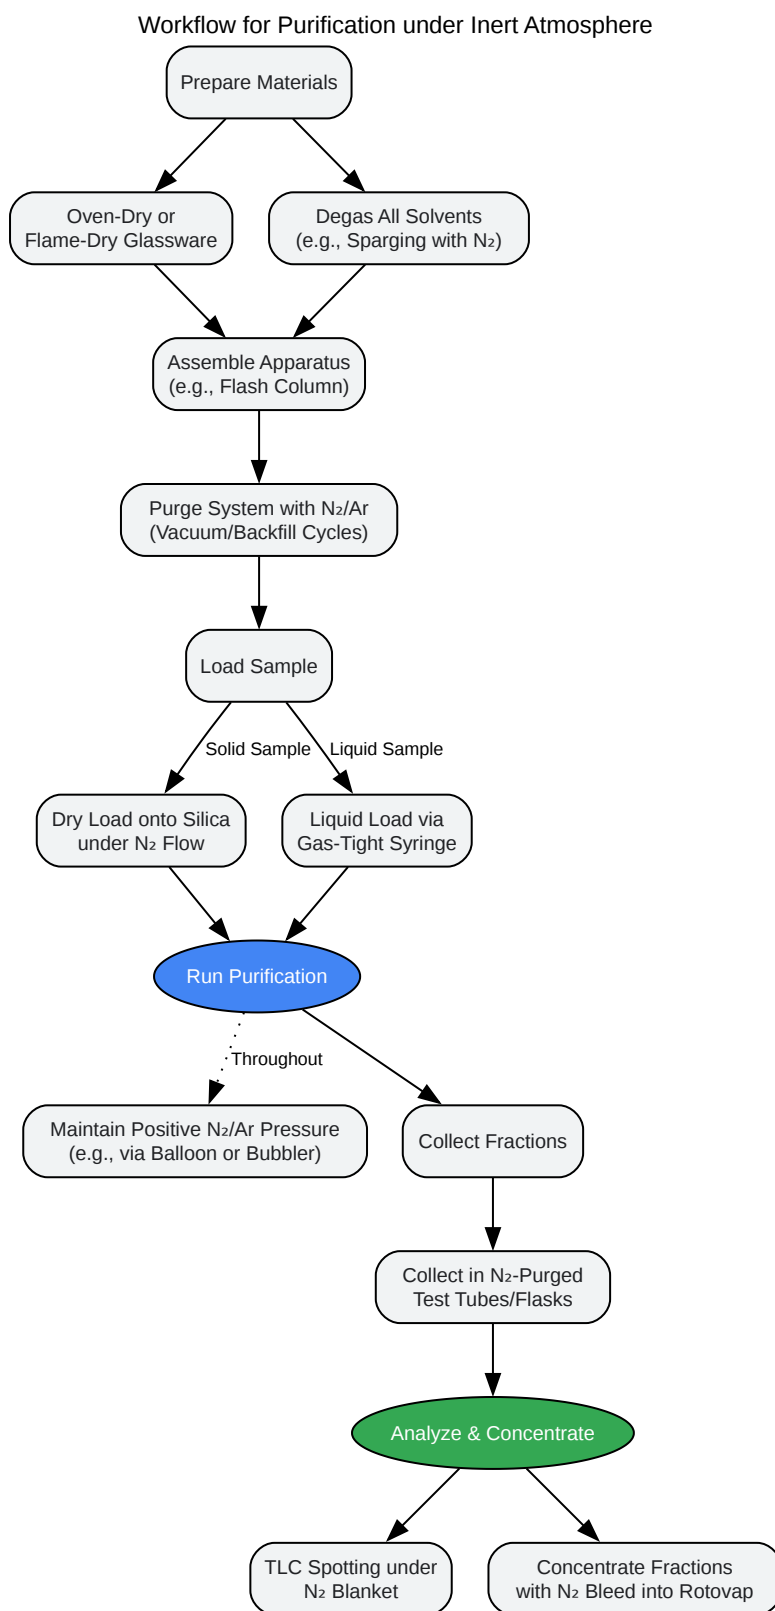 Workflow for Purification under Inert Atmosphere
Prepare Materials
Oven-Dry or
Flame-Dry Glassware
Degas All Solvents
(e.g., Sparging with N₂)
Assemble Apparatus
(e.g., Flash Column)
Purge System with N₂/Ar
(Vacuum/Backfill Cycles)
Load Sample
Solid Sample
Liquid Sample
Dry Load onto Silica
under N₂ Flow
Liquid Load via
Gas-Tight Syringe
Run Purification
Throughout
Maintain Positive N₂/Ar Pressure
(e.g., via Balloon or Bubbler)
Collect Fractions
Collect in N₂-Purged
Test Tubes/Flasks
Analyze & Concentrate
TLC Spotting under
N₂ Blanket
Concentrate Fractions
with N₂ Bleed into Rotovap